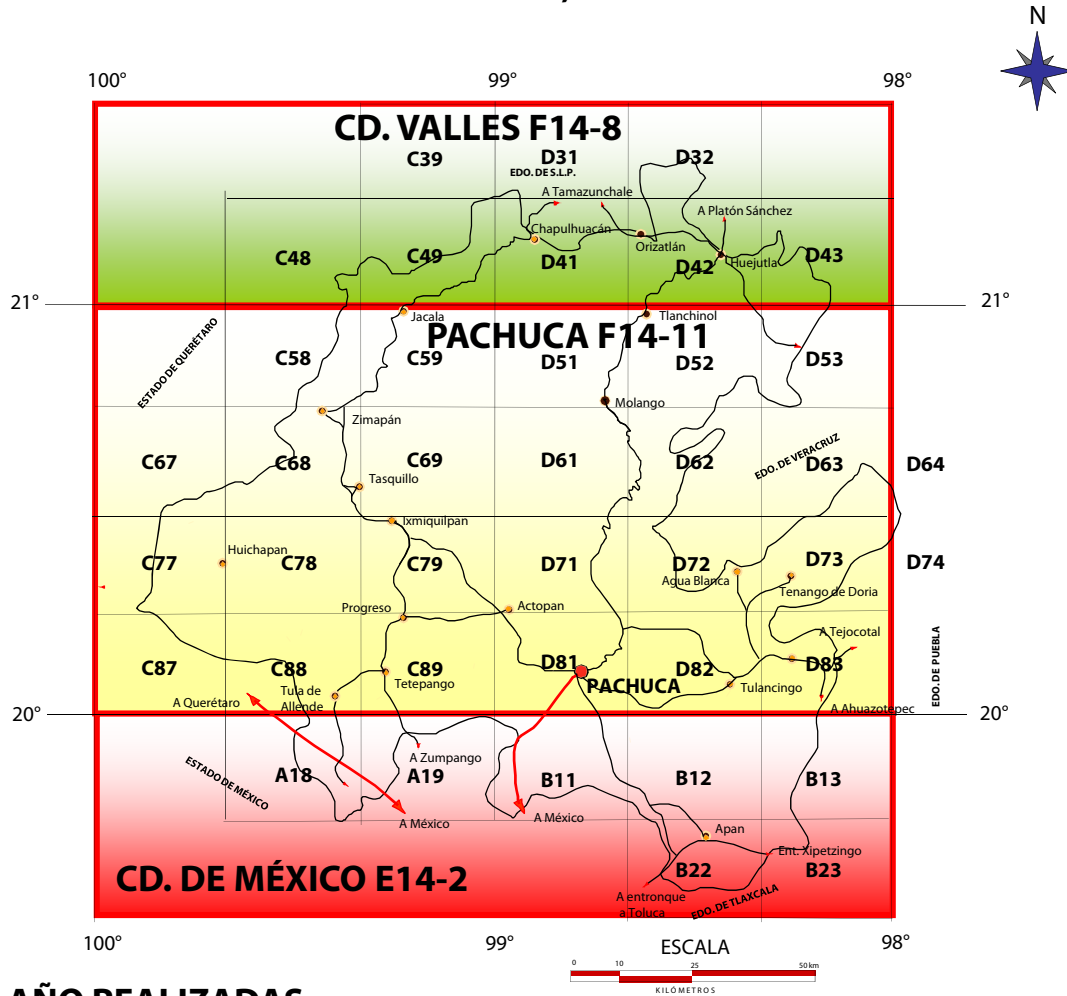 N
100°
99°
98°
CD. VALLES F14-8
C39
D31
D32
EDO. DE S.L.P.
A Tamazunchale
A Platón Sánchez
Chapulhuacán
Orizatlán
C48
C49
D41
D42
Huejutla
D43
21°
21°
Jacala
Tlanchinol
PACHUCA F14-11
ESTADO DE QUERÉTARO
C58
C59
D51
D52
D53
Molango
Zimapán
EDO. DE VERACRUZ
C67
C68
C69
D61
D62
D63
D64
Tasquillo
Ixmiquilpan
Huichapan
C77
C78
C79
D71
D72
D73
D74
Agua Blanca
Tenango de Doria
Progreso
Actopan
A Tejocotal
EDO. DE PUEBLA
C87
C88
C89
D81
D82
D83
Tetepango
PACHUCA
Tulancingo
Tula de
Allende
A Querétaro
A Ahuazotepec
20°
20°
A Zumpango
ESTADO DE MÉXICO
A18
A19
B11
B12
B13
A México
A México
Apan
Ent. Xipetzingo
CD. DE MÉXICO E14-2
B22
B23
A entronque
a Toluca
EDO. DE TLAXCALA
100°
99°
98°
ESCALA
0 10 25 50 km
KILÓMETROS